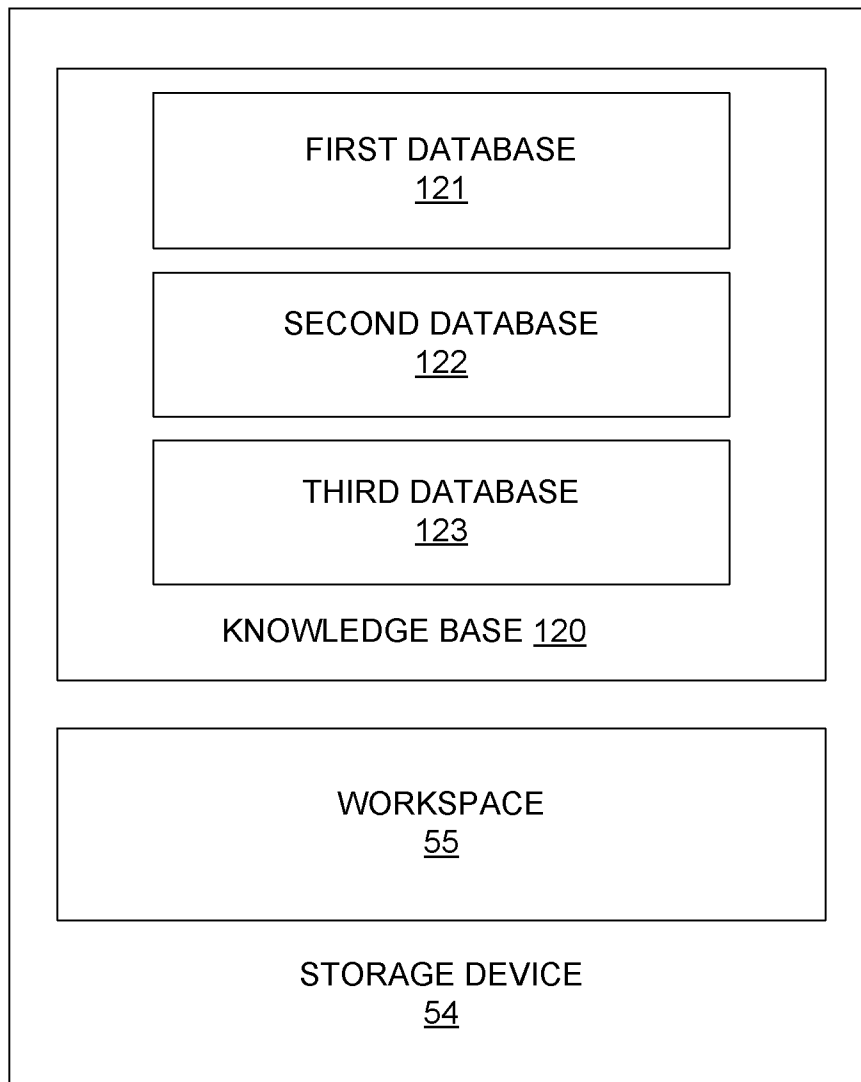 FIRST DATABASE
121
SECOND DATABASE
122
THIRD DATABASE
123
KNOWLEDGE BASE 120
WORKSPACE
55
STORAGE DEVICE
54